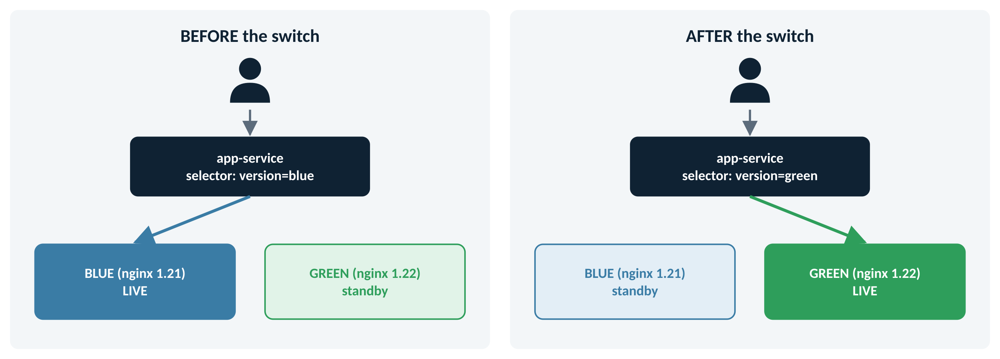 BEFORE the switch
app-service
selector: version=blue
BLUE (nginx 1.21)
LIVE
GREEN (nginx 1.22)
standby
AFTER the switch
app-service
selector: version=green
BLUE (nginx 1.21)
standby
GREEN (nginx 1.22)
LIVE